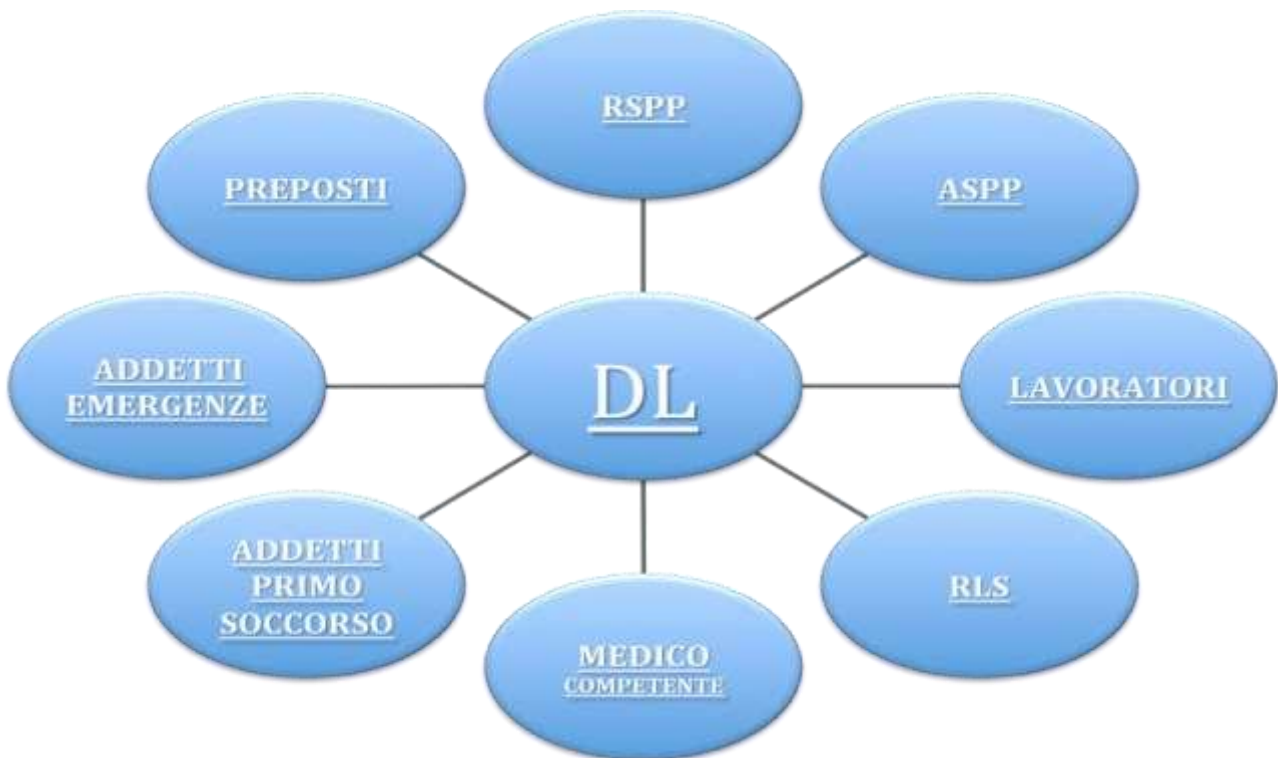 RSPP
PREPOSTI
ASPP
ADDETTI
EMERGENZE
DL
LAVORATORI
ADDETTI
PRIMO
SOCCORSO
RLS
MEDICO
COMPETENTE